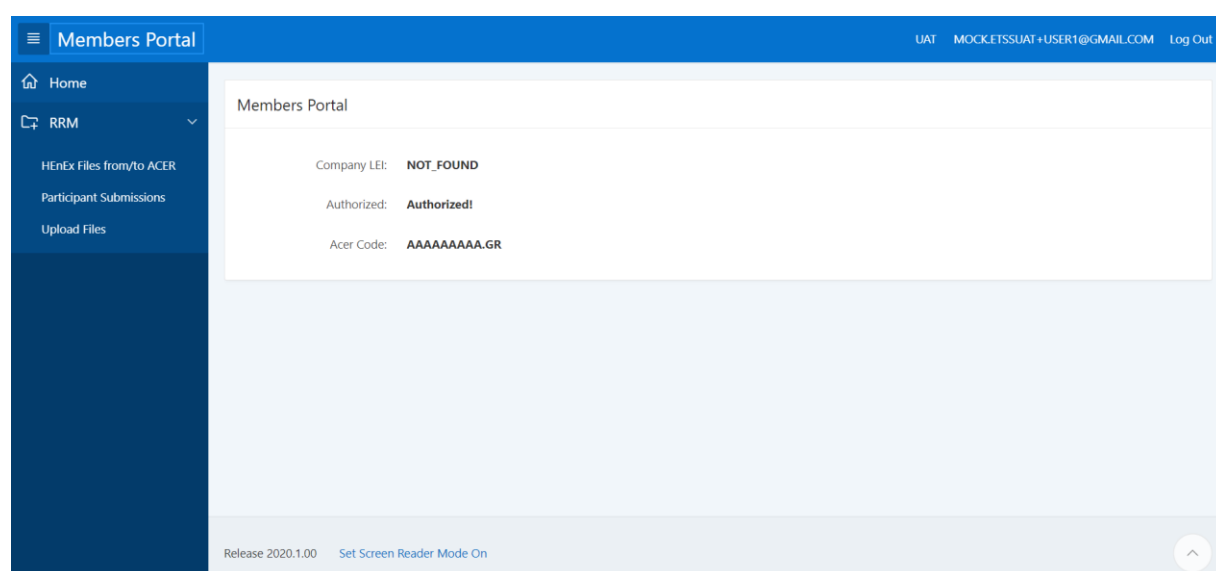 Members Portal UAT MOCK.ETSSUAT+USER1@GMAIL.COM Log Out
Home
RRM
HEnEx Files from/to ACER
Participant Submissions
Upload Files
Members Portal
Company LEI: NOT_FOUND
Authorized: Authorized!
Acer Code: AAAAAAAAA.GR
Release 2020.1.00 Set Screen Reader Mode On